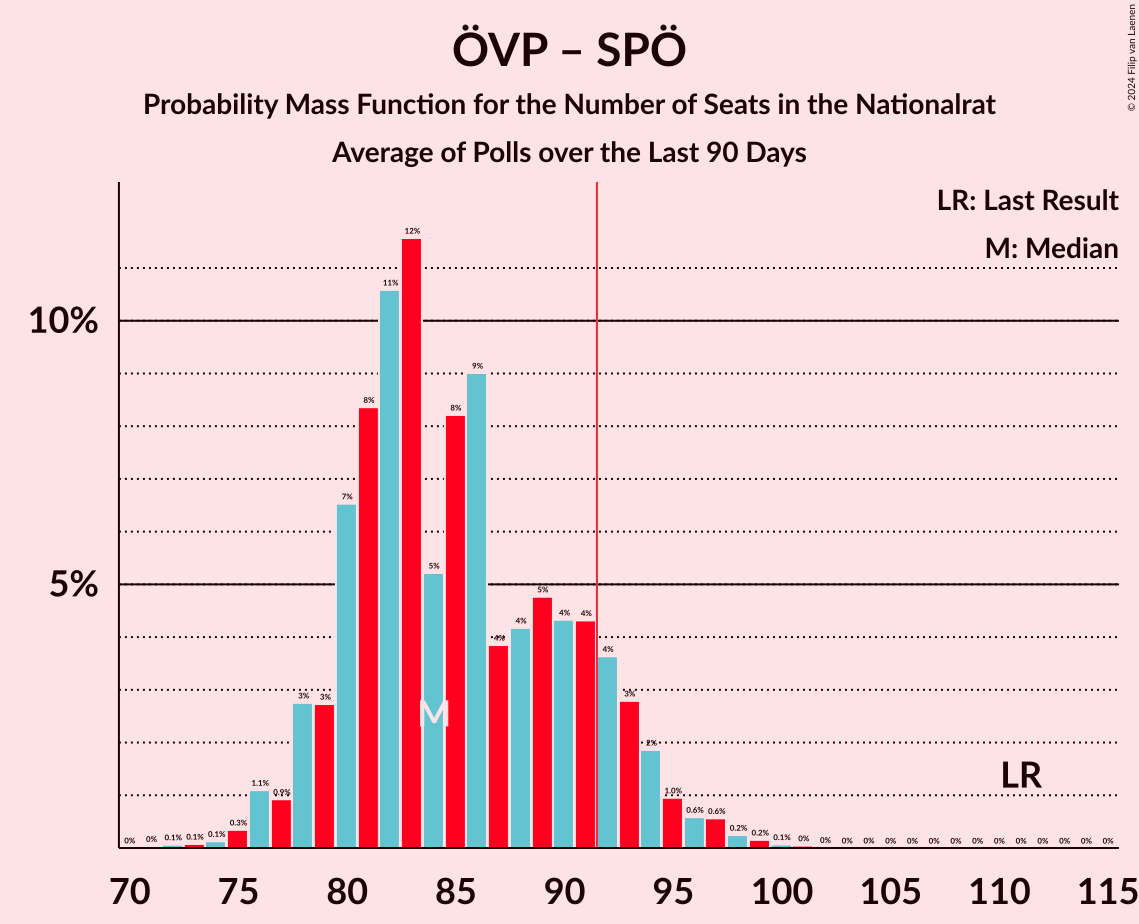 ÖVP – SPÖ
Probability Mass Function for the Number of Seats in the Nationalrat
Average of Polls over the Last 90 Days
© 2024 Filip van Laenen
LR: Last Result
M: Median
10%
5%
0% 0% 0.1% 0.1% 0.1% 0.3% 1.1% 0.9% 3% 3% 7% 8% 11% 12% 5% 8% 9% 4% 4% 5% 4% 4% 4% 3% 2% 1.0% 0.6% 0.6% 0.2% 0.2% 0.1% 0% 0% 0% 0% 0% 0% 0% 0% 0% 0% 0% 0% 0% 0% 0%
M
LR
70 75 80 85 90 95 100 105 110 115